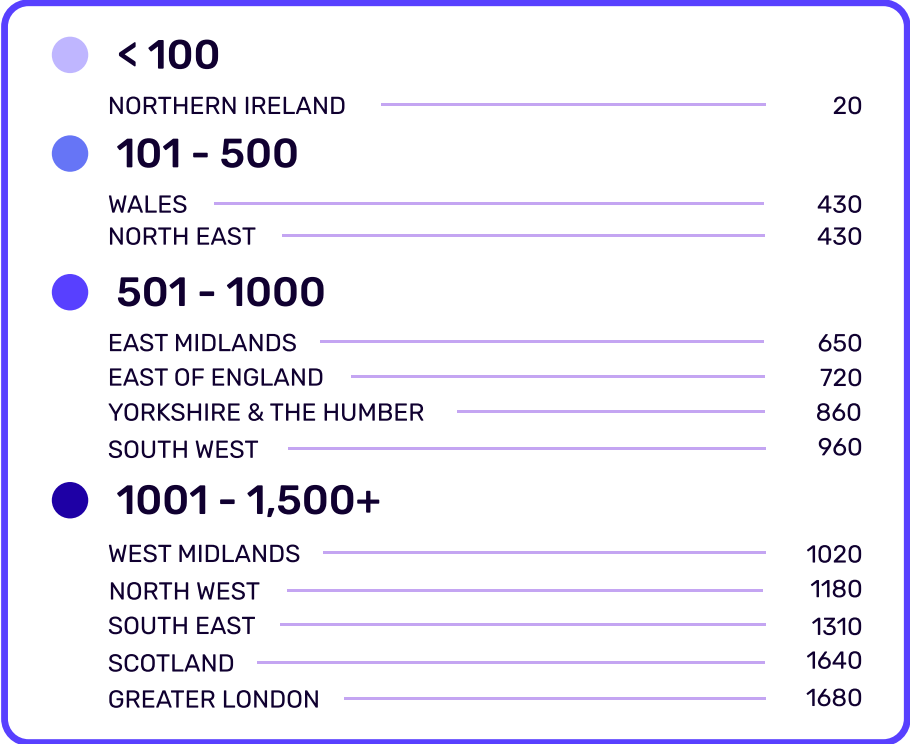 < 100
NORTHERN IRELAND 20
101 - 500
WALES 430
NORTH EAST 430
501 - 1000
EAST MIDLANDS 650
EAST OF ENGLAND 720
YORKSHIRE & THE HUMBER 860
SOUTH WEST 960
1001 - 1,500+
WEST MIDLANDS 1020
NORTH WEST 1180
SOUTH EAST 1310
SCOTLAND 1640
GREATER LONDON 1680